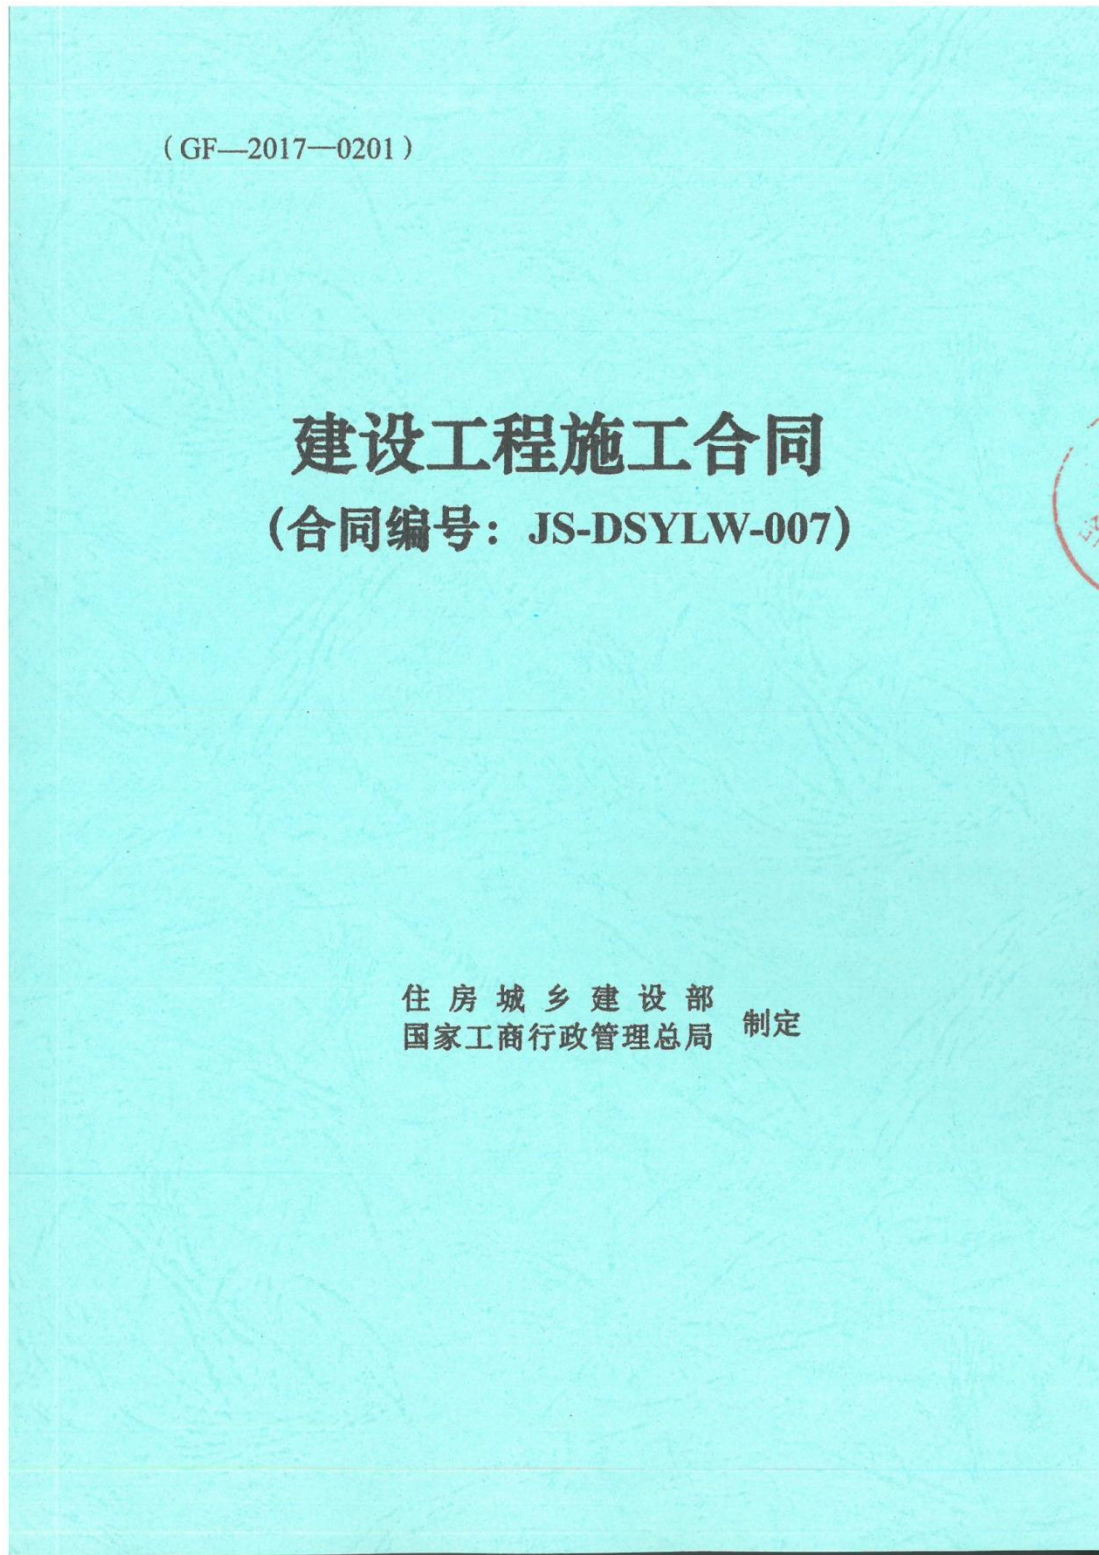 （GF—2017—0201）
建设工程施工合同
（合同编号：JS-DSYLW-007）
住房城乡建设部
国家工商行政管理总局
制定